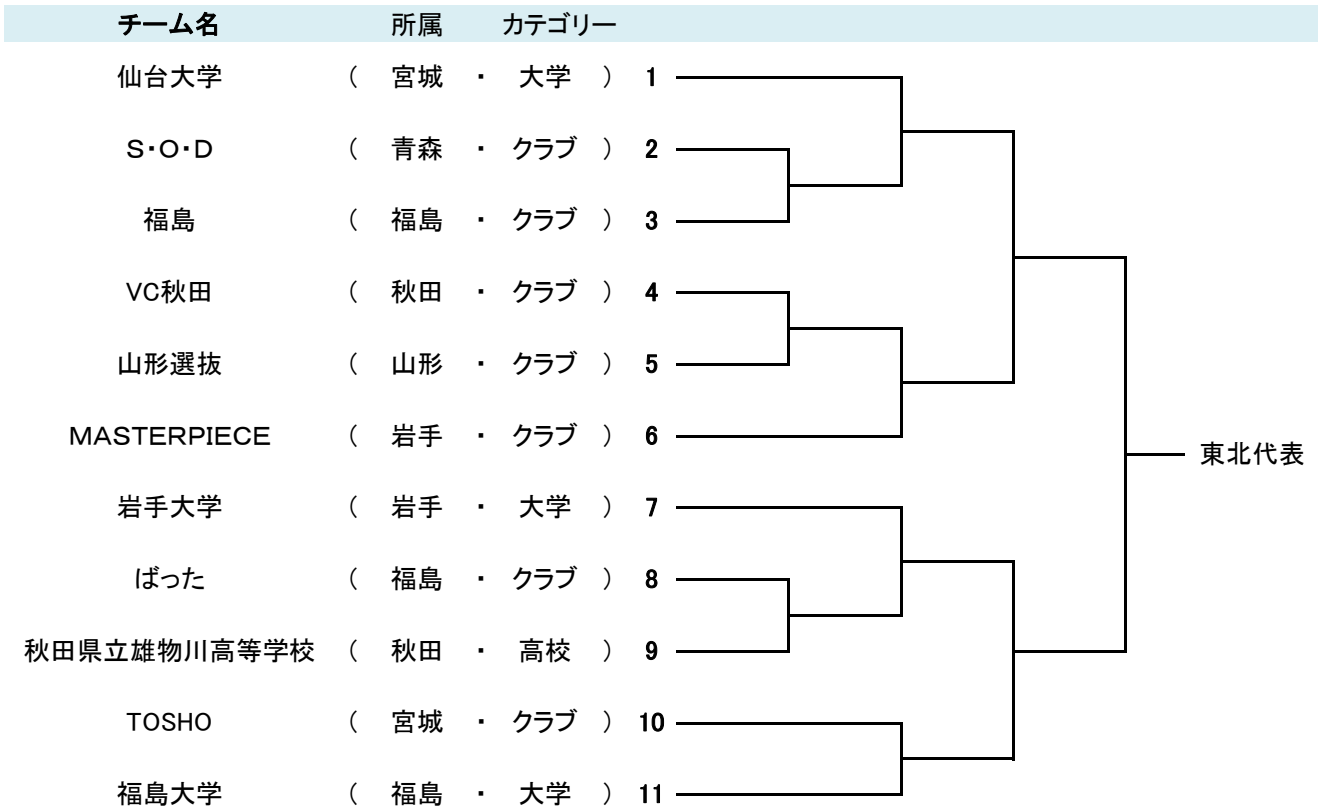 チーム名 所属 カテゴリー
仙台大学 ( 宮城 ・ 大学 ) 1
S・O・D ( 青森 ・ クラブ ) 2
福島 ( 福島 ・ クラブ ) 3
VC秋田 ( 秋田 ・ クラブ ) 4
山形選抜 ( 山形 ・ クラブ ) 5
MASTERPIECE ( 岩手 ・ クラブ ) 6
東北代表
岩手大学 ( 岩手 ・ 大学 ) 7
ばった ( 福島 ・ クラブ ) 8
秋田県立雄物川高等学校 ( 秋田 ・ 高校 ) 9
TOSHO ( 宮城 ・ クラブ ) 10
福島大学 ( 福島 ・ 大学 ) 11